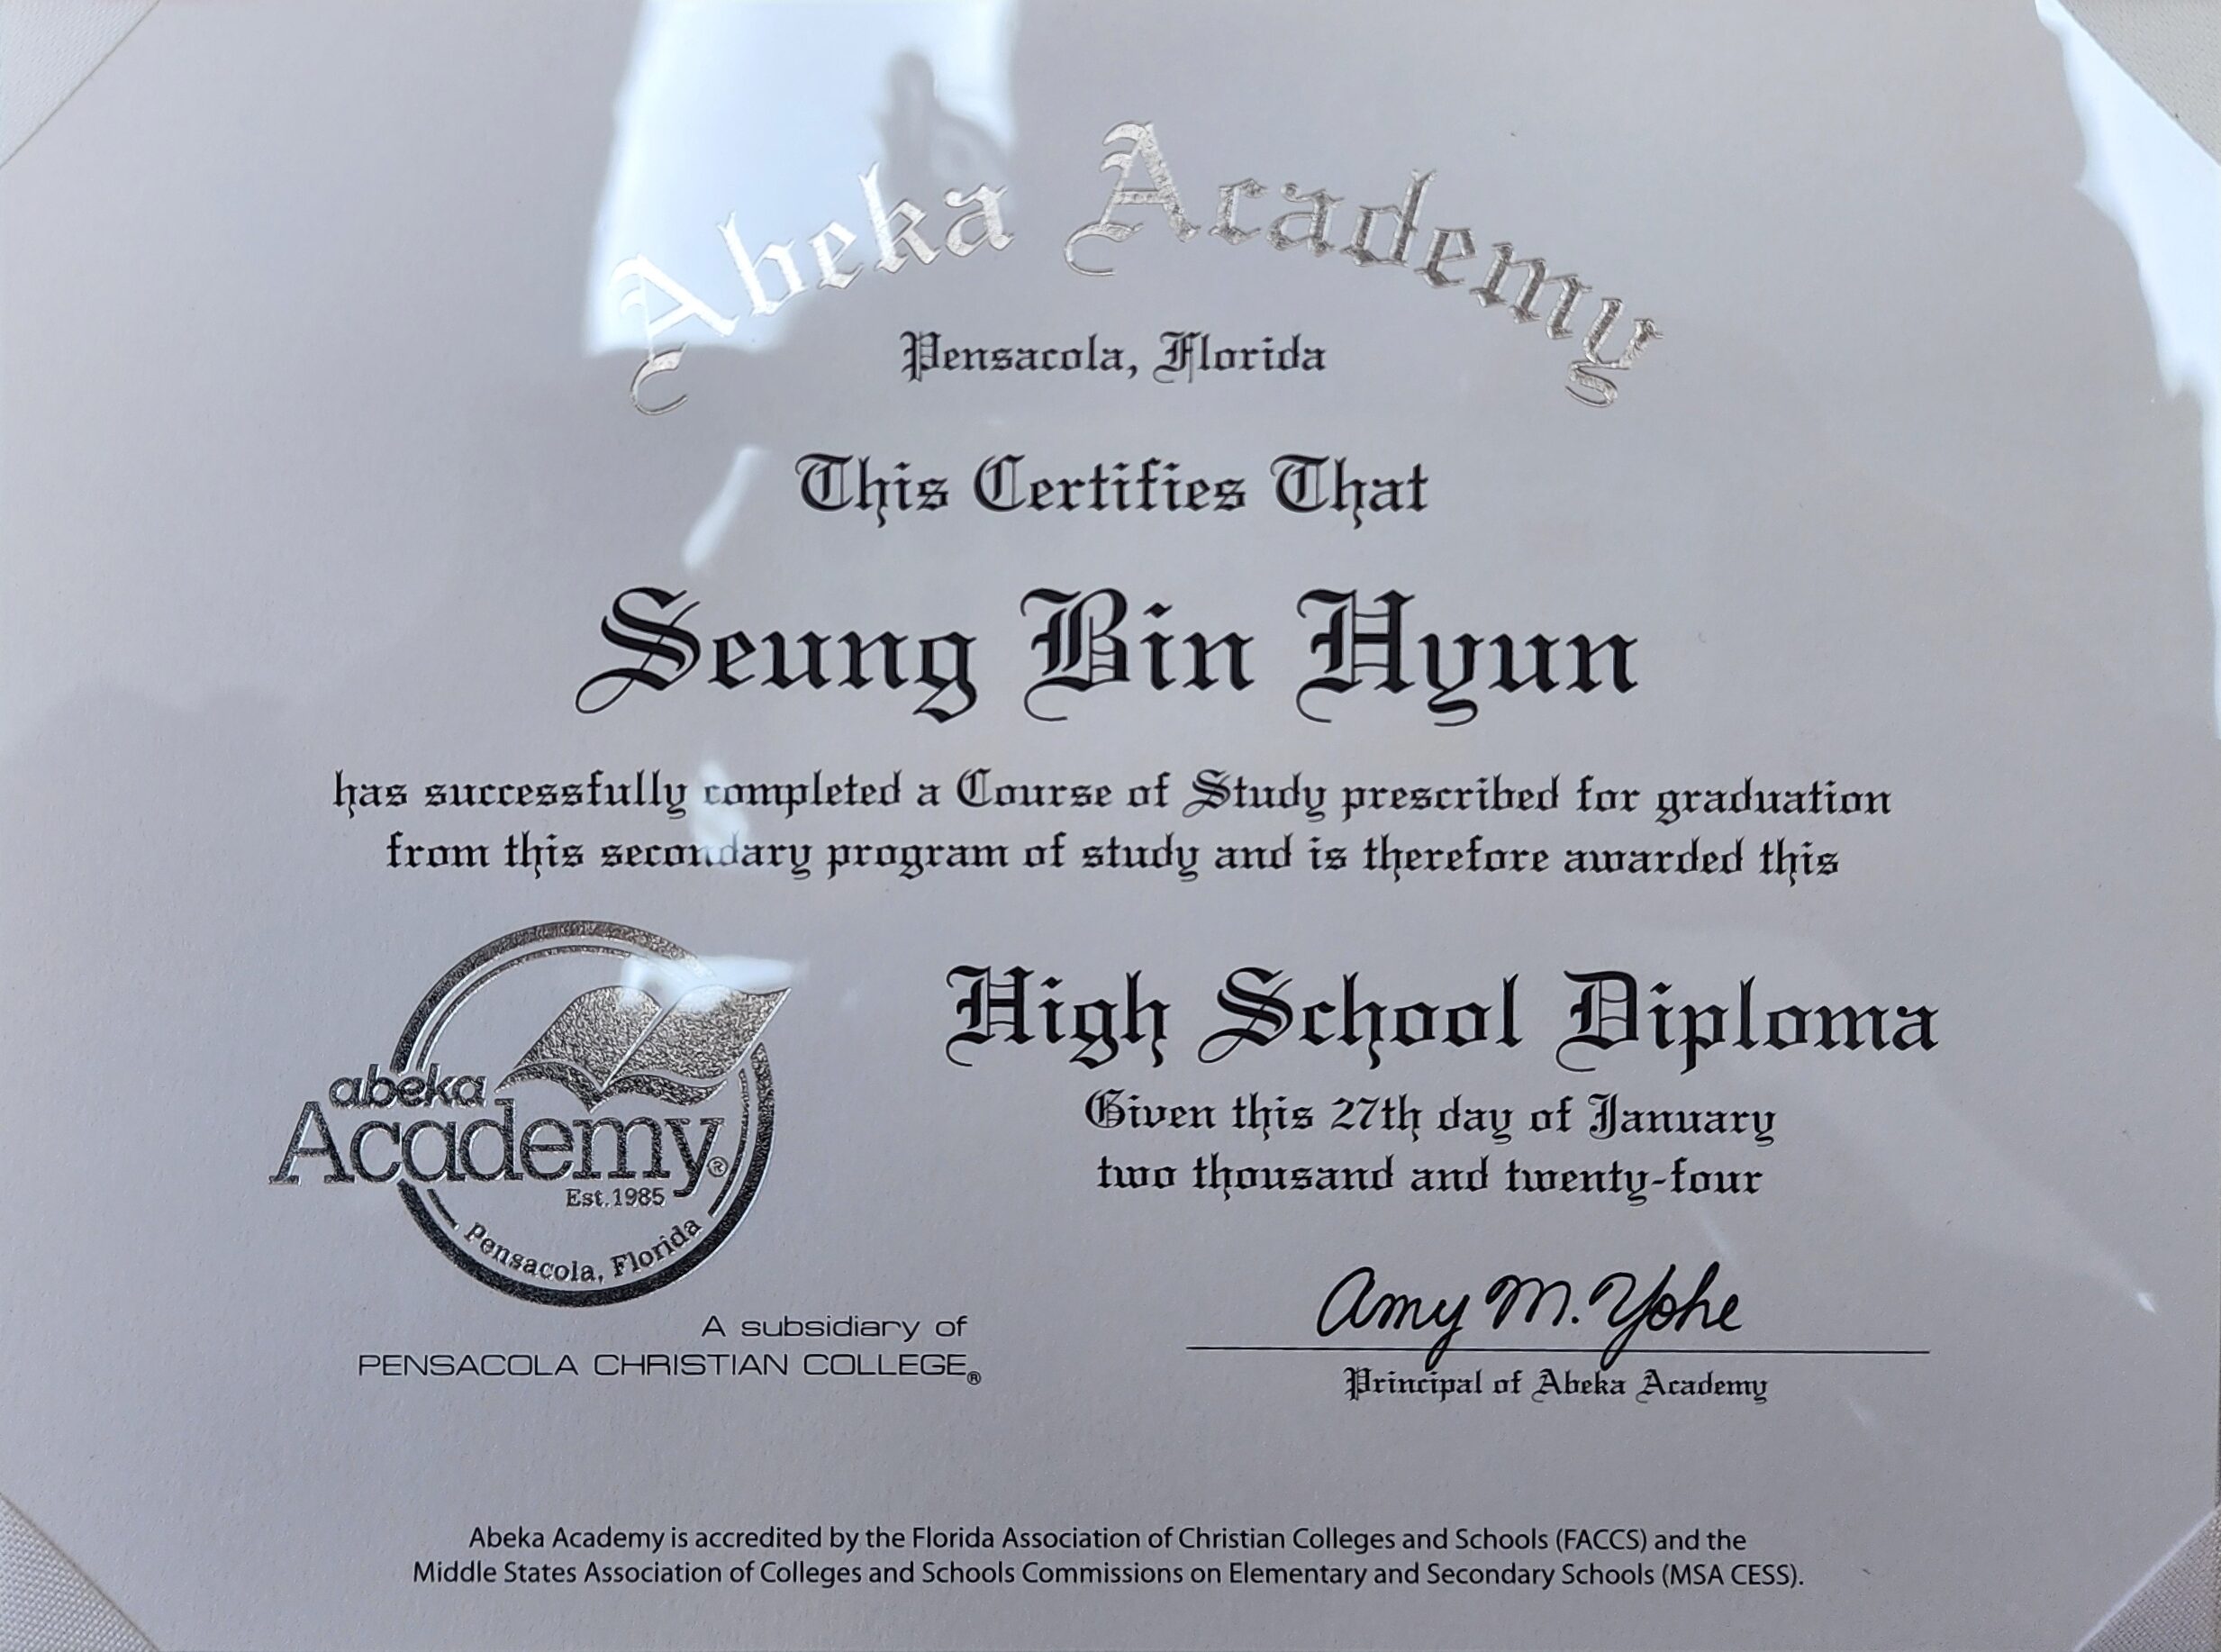 Abeka Academy
Pensacola, Florida
This Certifies That
Seung Bin Hyun
has successfully completed a Course of Study prescribed for graduation
from this secondary program of study and is therefore awarded this
High School Diploma
Given this 27th day of January
two thousand and twenty-four
abeka
Academy®
Est.1985
Pensacola, Florida
A subsidiary of
PENSACOLA CHRISTIAN COLLEGE®
Amy M. Yohe
Principal of Abeka Academy
Abeka Academy is accredited by the Florida Association of Christian Colleges and Schools (FACCS) and the
Middle States Association of Colleges and Schools Commissions on Elementary and Secondary Schools (MSA CESS).